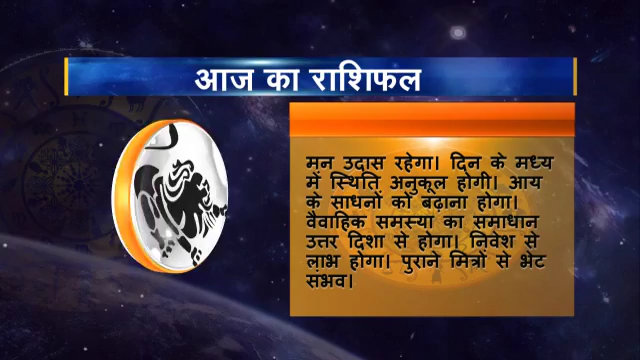 आज का राशिफल
मन उदास रहेगा। दिन के मध्य
में स्थिति अनुकूल होगी। आय
के साधनों को बढ़ाना होगा।
वैवाहिक समस्या का समाधान
उत्तर दिशा से होगा। निवेश से
लाभ होगा। पुराने मित्रों से भेट
संभव।